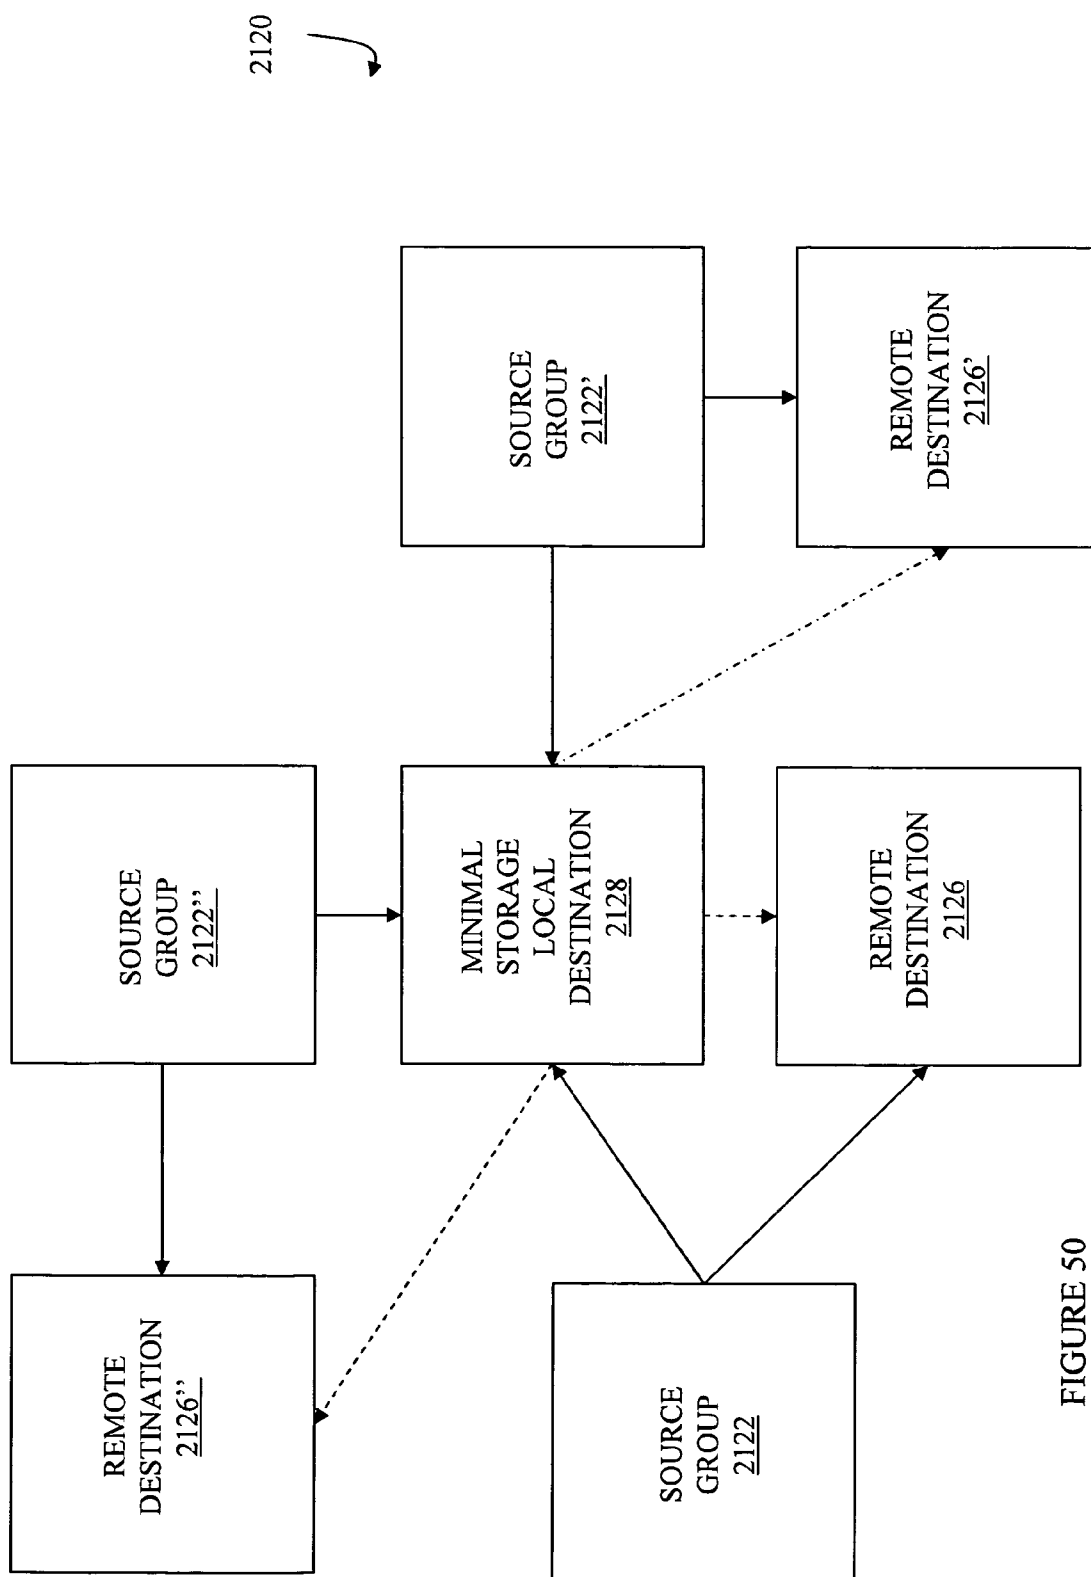 2120
SOURCE
GROUP
2122''
REMOTE
DESTINATION
2126''
MINIMAL
STORAGE
LOCAL
DESTINATION
2128
SOURCE
GROUP
2122'
SOURCE
GROUP
2122
REMOTE
DESTINATION
2126
REMOTE
DESTINATION
2126'
FIGURE 50